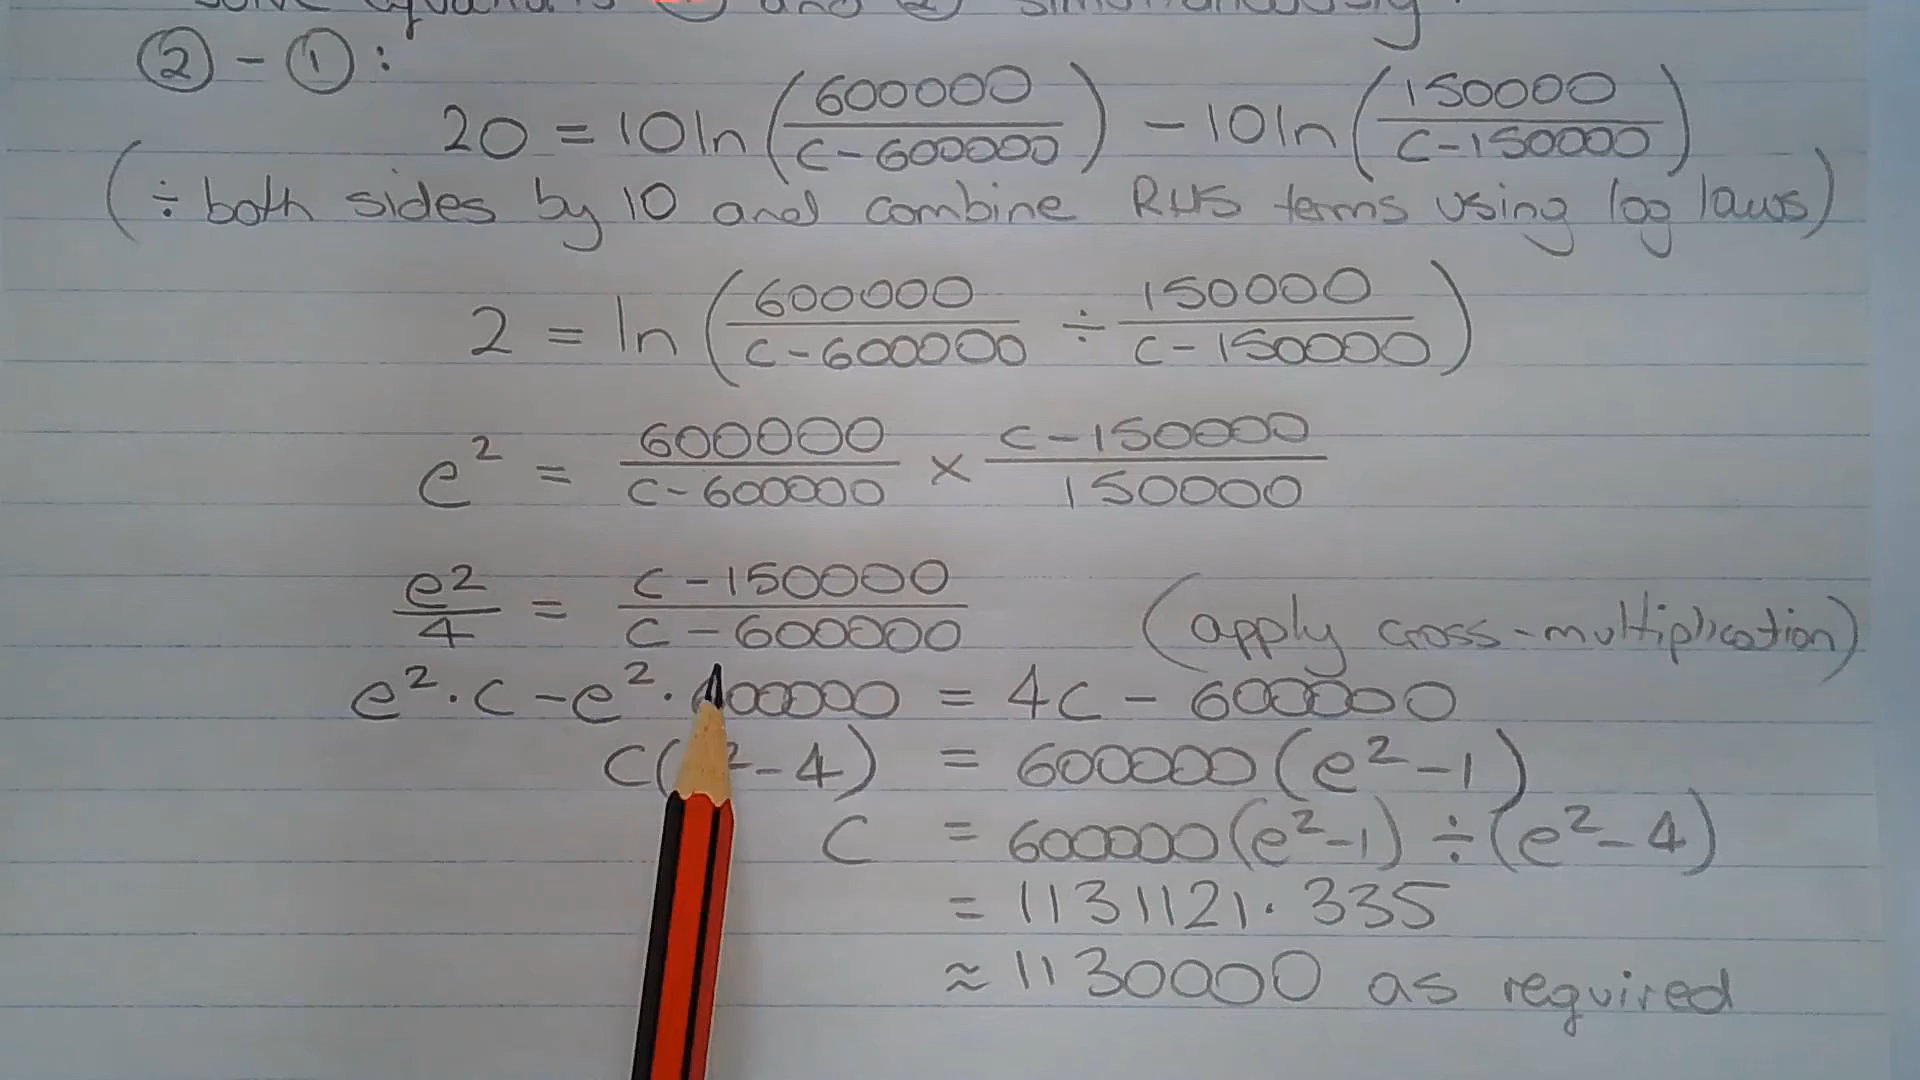 ② - ① :
20 = 10ln(600000/(C-600000)) - 10ln(150000/(C-150000))
(÷ both sides by 10 and combine RHS terms using log laws)
2 = ln(600000/(C-600000) ÷ 150000/(C-150000))
e² = 600000/(C-600000) × (C-150000)/150000
e²/4 = (C-150000)/(C-600000) (apply cross-multiplication)
e²·C - e²·600000 = 4C - 600000
C(e²-4) = 600000(e²-1)
C = 600000(e²-1) ÷ (e²-4)
= 1131121.335
≈ 1130000 as required